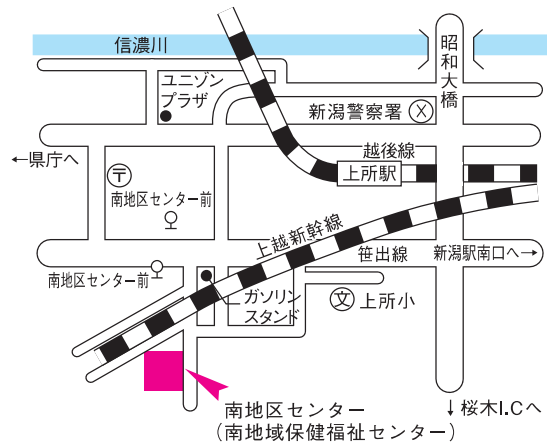 信濃川
昭和大橋
ユニゾン
プラザ
新潟警察署
越後線
←県庁へ
上所駅
〒
南地区センター前
上越新幹線
笹出線
新潟駅南口へ→
南地区センター前
ガソリン
スタンド
文 上所小
↓桜木I.Cへ
南地区センター
(南地域保健福祉センター)